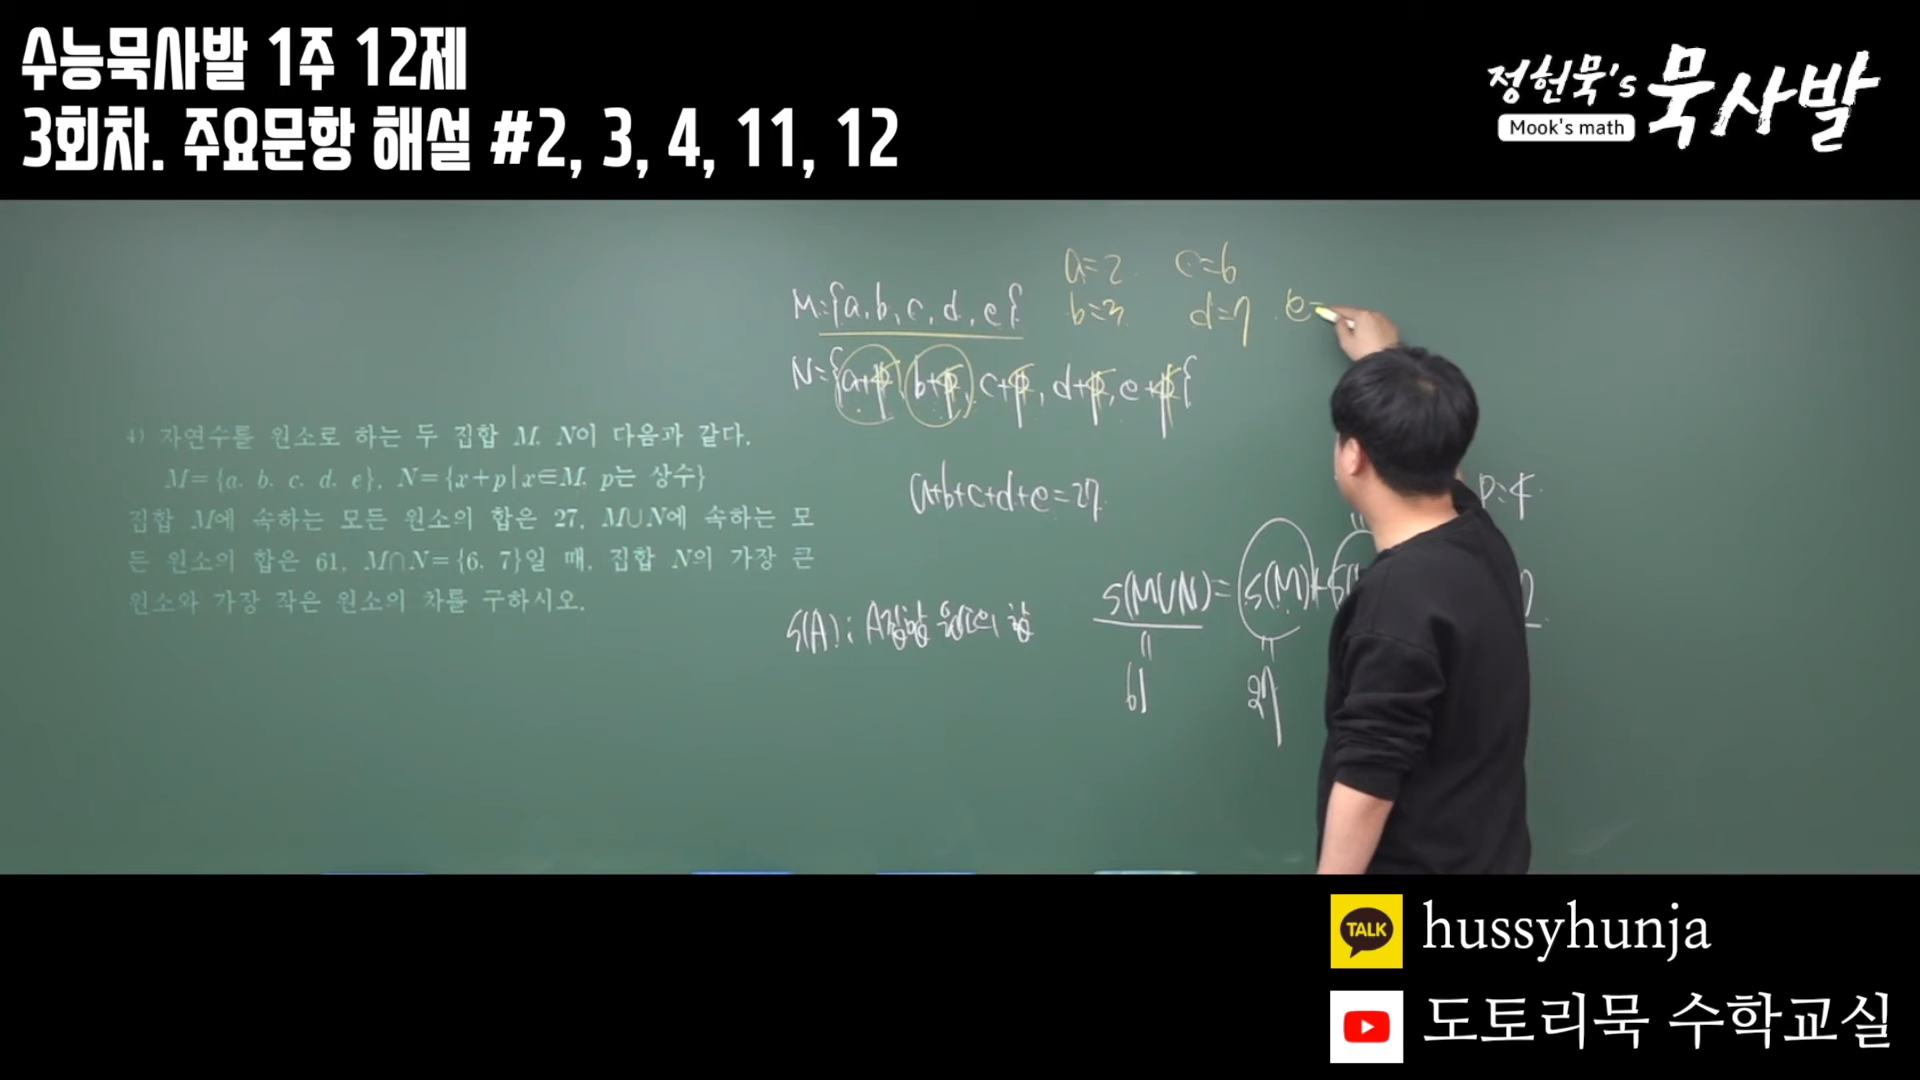 수능묵사발 1주 12제
3회차. 주요문항 해설 #2, 3, 4, 11, 12
정헌묵's 묵사발
Mook's math
4) 자연수를 원소로 하는 두 집합 M, N이 다음과 같다.
M={a, b, c, d, e}, N={x+p|x∈M, p는 상수}
집합 M에 속하는 모든 원소의 합은 27, M∪N에 속하는 모
든 원소의 합은 61, M∩N={6, 7}일 때, 집합 N의 가장 큰
원소와 가장 작은 원소의 차를 구하시오.
M={a, b, c, d, e}
a=2 c=6
b=3 d=7 e=
N={a+p, b+p, c+p, d+p, e+p}
a+b+c+d+e=27
p=4
S(A): A집합 원소의 합
S(M∪N)=S(M)+S(
61 27
TALK hussyhunja
도토리묵 수학교실